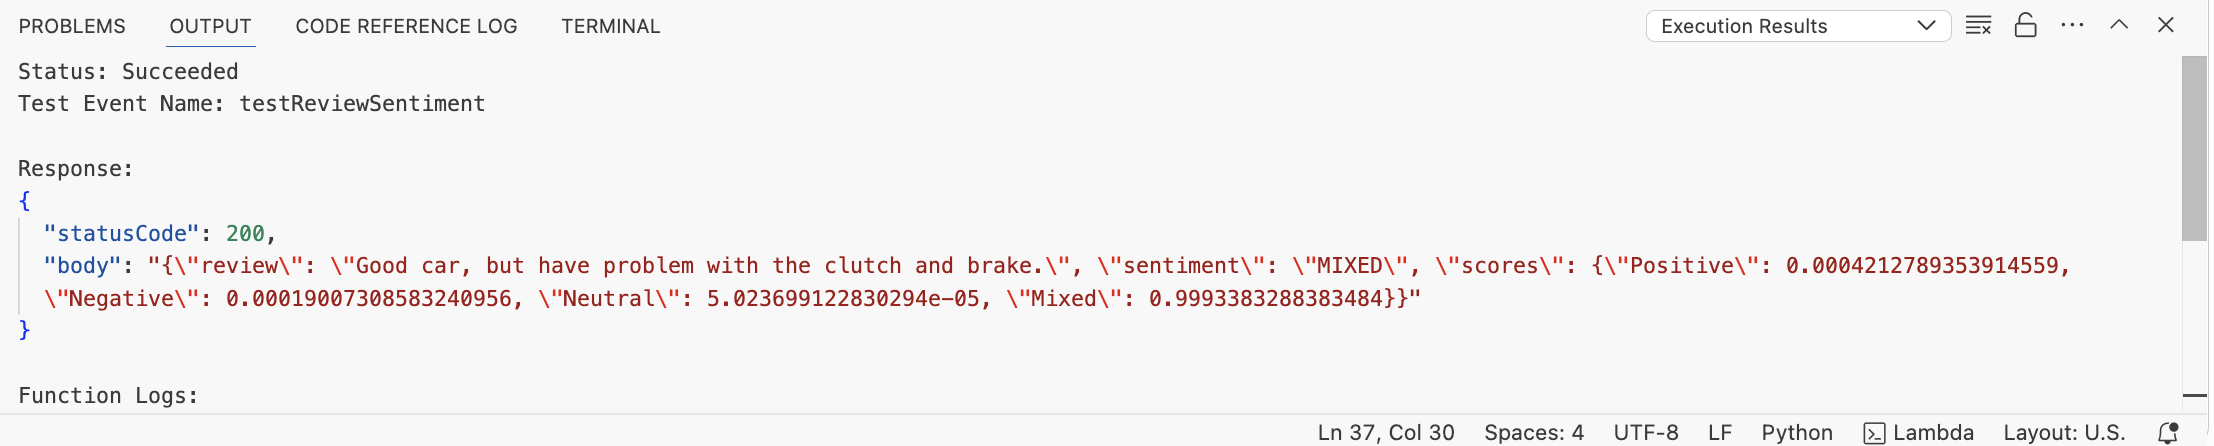 PROBLEMS OUTPUT CODE REFERENCE LOG TERMINAL Execution Results
Status: Succeeded
Test Event Name: testReviewSentiment
Response:
{
"statusCode": 200,
"body": "{\"review\": \"Good car, but have problem with the clutch and brake.\", \"sentiment\": \"MIXED\", \"scores\": {\"Positive\": 0.0004212789353914559,
\"Negative\": 0.00019007308583240956, \"Neutral\": 5.023699122830294e-05, \"Mixed\": 0.9993383288383484}}"
}
Function Logs:
Ln 37, Col 30 Spaces: 4 UTF-8 LF Python Lambda Layout: U.S.